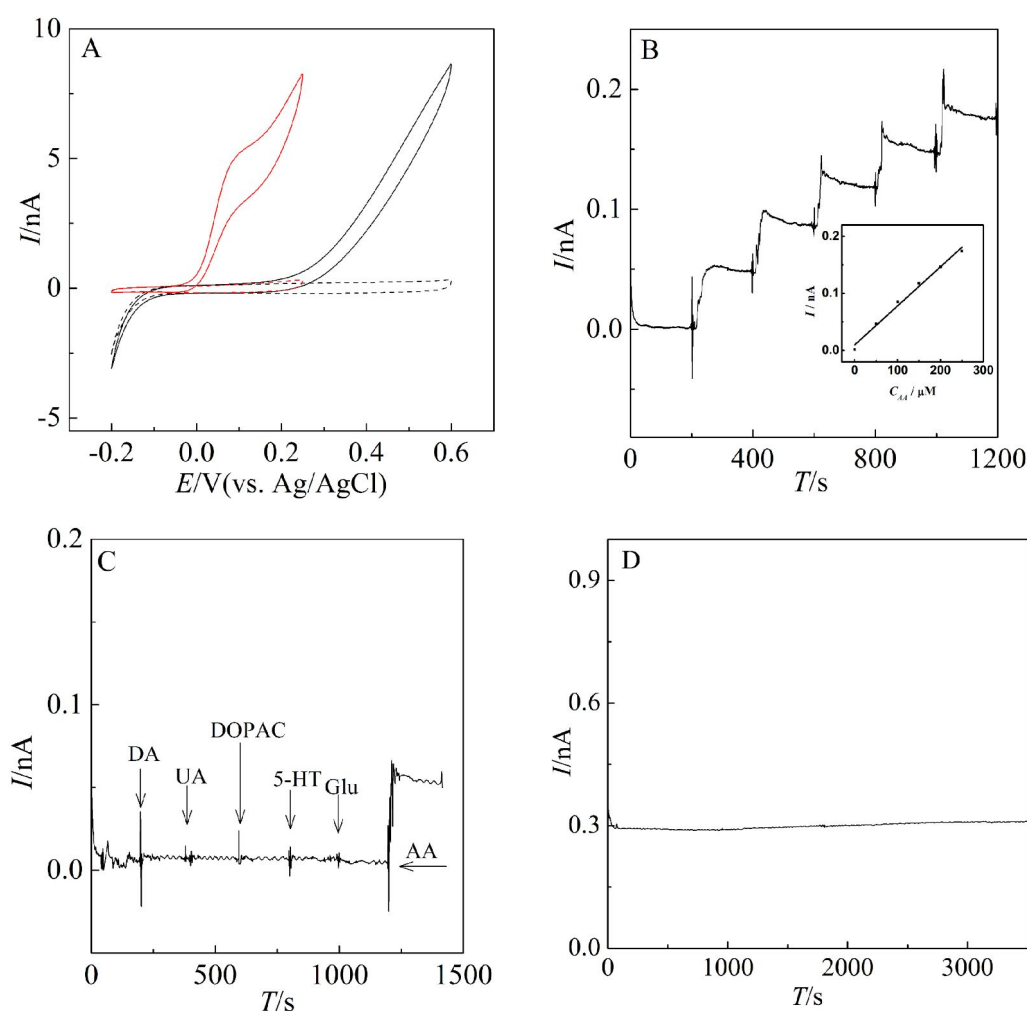 A
10
5
0
-5
I/nA
-0.2 0.0 0.2 0.4 0.6
E/V(vs. Ag/AgCl)
B
0.2
0.1
0.0
I/nA
0 400 800 1200
T/s
0.2
0.1
0.0
I / nA
0 100 200 300
C_AA / μM
C
0.2
0.1
0.0
I/nA
DA
UA
DOPAC
5-HT
Glu
AA
0 500 1000 1500
T/s
D
0.9
0.6
0.3
0.0
I/nA
0 1000 2000 3000
T/s